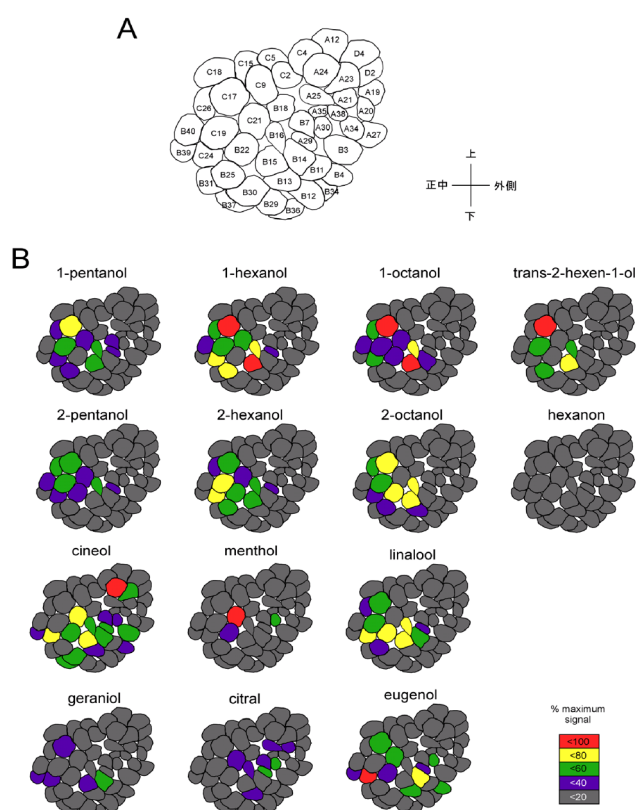 A
A12
C4
D4
C5
C15
C18
C2
A24
A23
D2
C9
A19
C17
A25
A21
C26
B18
A35
A38
A20
C21
B7
A30
A34
A27
B40
C19
B16
A29
B39
C24
B22
B3
B15
B14
B31
B25
B13
B11
B4
B30
B12
B34
B37
B29
B36
上
正中
外側
下
B
1-pentanol
1-hexanol
1-octanol
trans-2-hexen-1-ol
2-pentanol
2-hexanol
2-octanol
hexanon
cineol
menthol
linalool
geraniol
citral
eugenol
% maximum
signal
<100
<80
<60
<40
<20